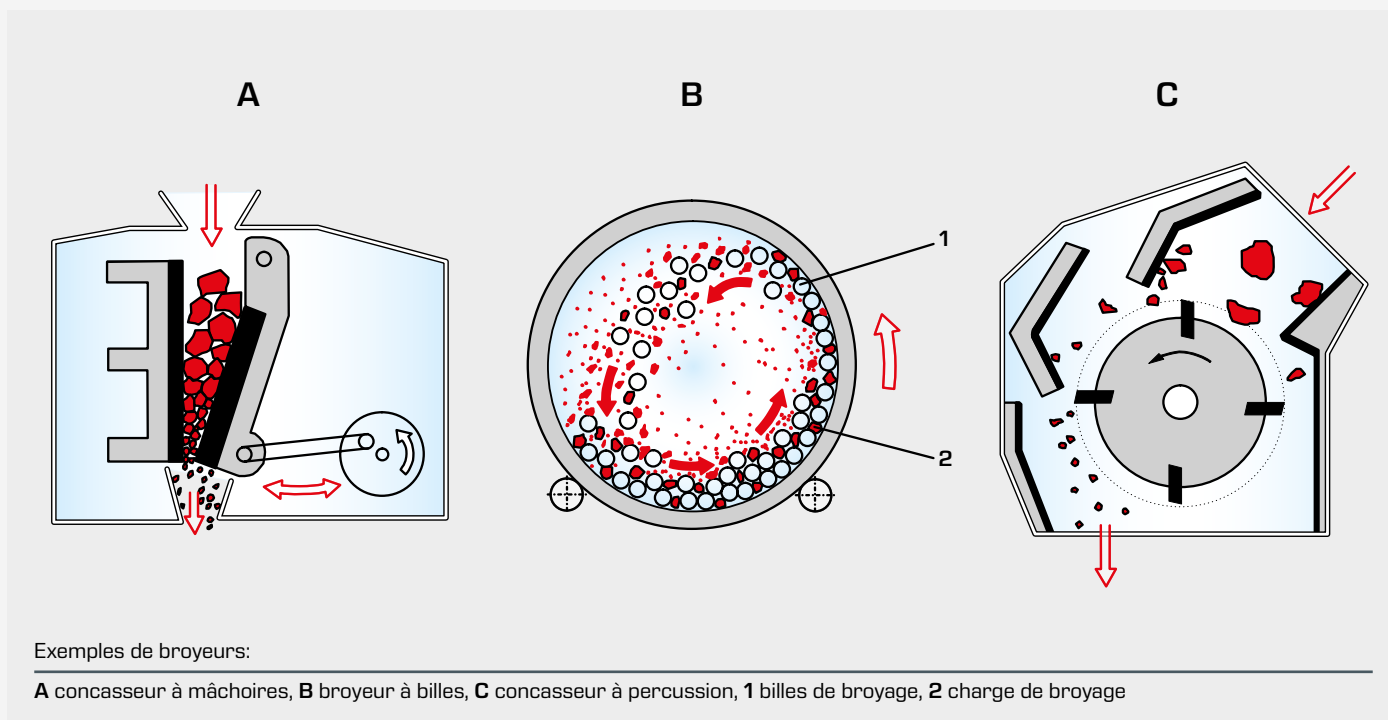 A
B
C
1
2
Exemples de broyeurs:
A concasseur à mâchoires, B broyeur à billes, C concasseur à percussion, 1 billes de broyage, 2 charge de broyage